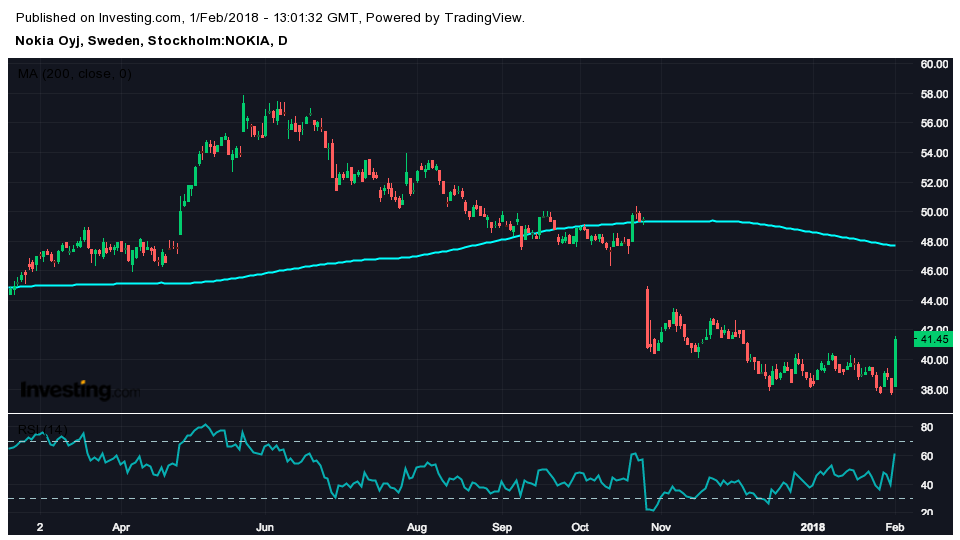 Published on Investing.com, 1/Feb/2018 - 13:01:32 GMT, Powered by TradingView.
Nokia Oyj, Sweden, Stockholm:NOKIA, D
MA (200, close, 0)
60.00
58.00
56.00
54.00
52.00
50.00
48.00
46.00
44.00
42.00
41.45
40.00
38.00
Investing.com
RSI (14)
80
60
40
20
2 Apr Jun Aug Sep Oct Nov 2018 Feb